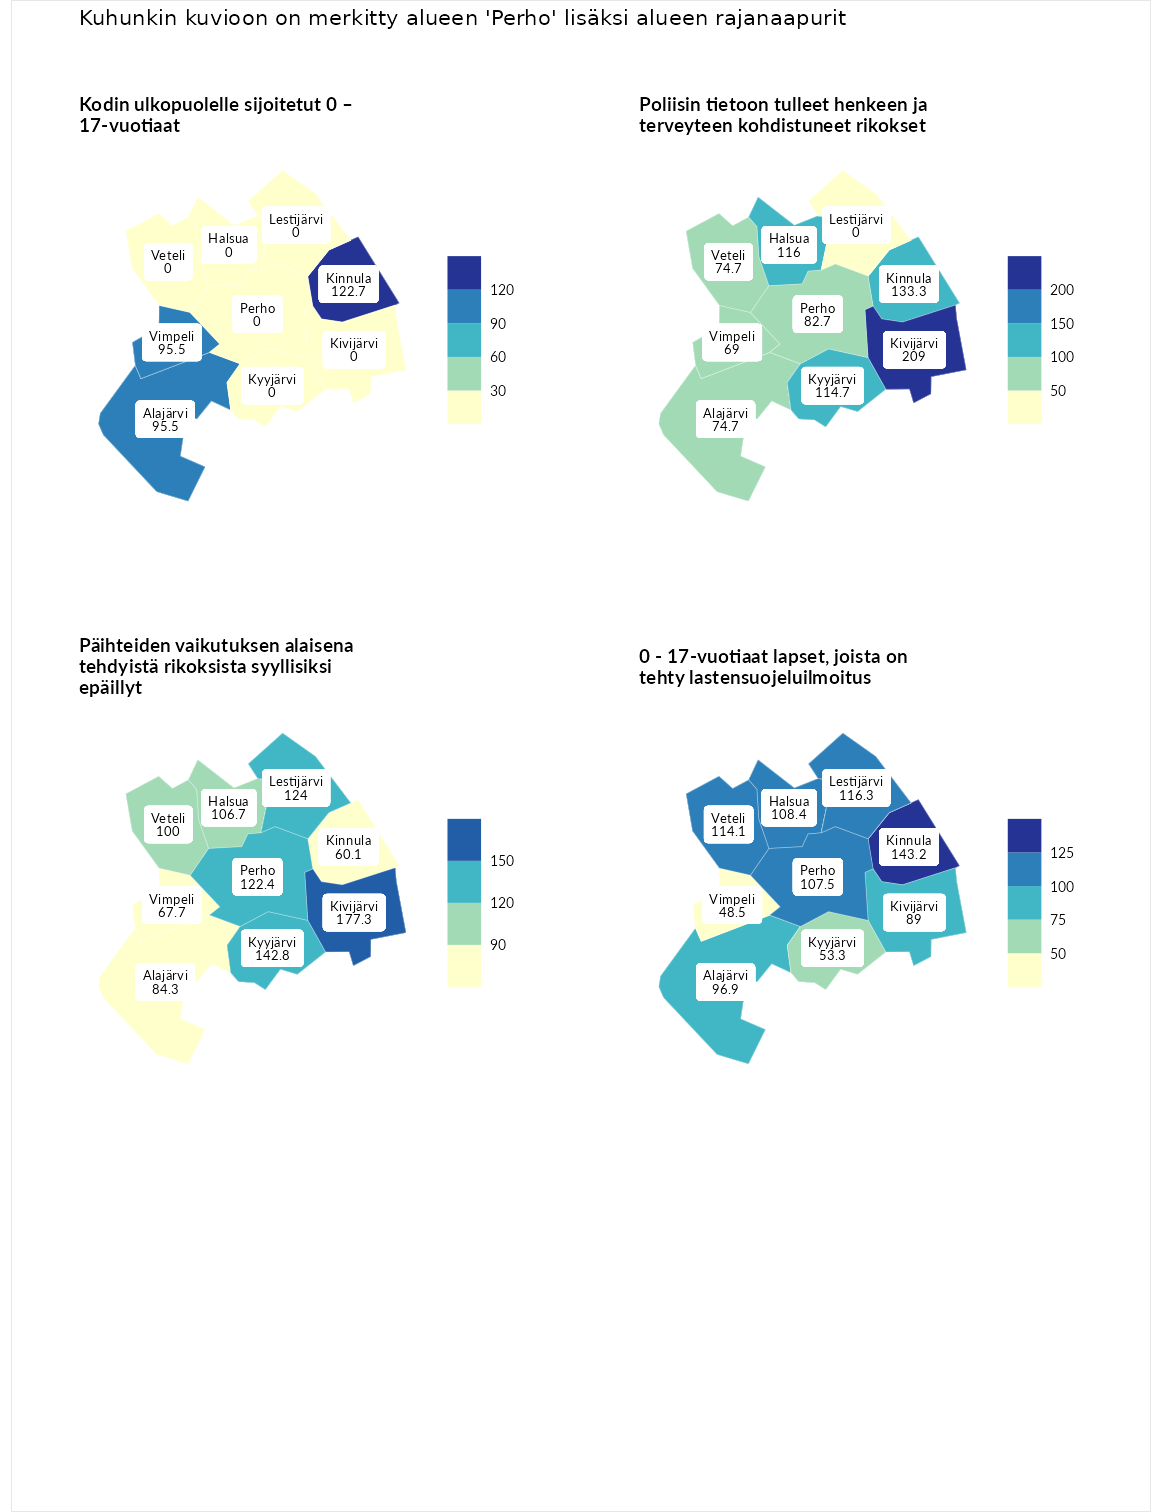 Kuhunkin kuvioon on merkitty alueen 'Perho' lisäksi alueen rajanaapurit
Kodin ulkopuolelle sijoitetut 0 –
17-vuotiaat
Lestijärvi
0
Halsua
0
Veteli
0
Kinnula
122.7
Perho
0
Vimpeli
95.5
Kivijärvi
0
Kyyjärvi
0
Alajärvi
95.5
120
90
60
30
Poliisin tietoon tulleet henkeen ja
terveyteen kohdistuneet rikokset
Lestijärvi
0
Halsua
116
Veteli
74.7
Kinnula
133.3
Perho
82.7
Vimpeli
69
Kivijärvi
209
Kyyjärvi
114.7
Alajärvi
74.7
200
150
100
50
Päihteiden vaikutuksen alaisena
tehdyistä rikoksista syyllisiksi
epäillyt
Lestijärvi
124
Halsua
106.7
Veteli
100
Kinnula
60.1
Perho
122.4
Vimpeli
67.7
Kivijärvi
177.3
Kyyjärvi
142.8
Alajärvi
84.3
150
120
90
0 - 17-vuotiaat lapset, joista on
tehty lastensuojeluilmoitus
Lestijärvi
116.3
Halsua
108.4
Veteli
114.1
Kinnula
143.2
Perho
107.5
Vimpeli
48.5
Kivijärvi
89
Kyyjärvi
53.3
Alajärvi
96.9
125
100
75
50